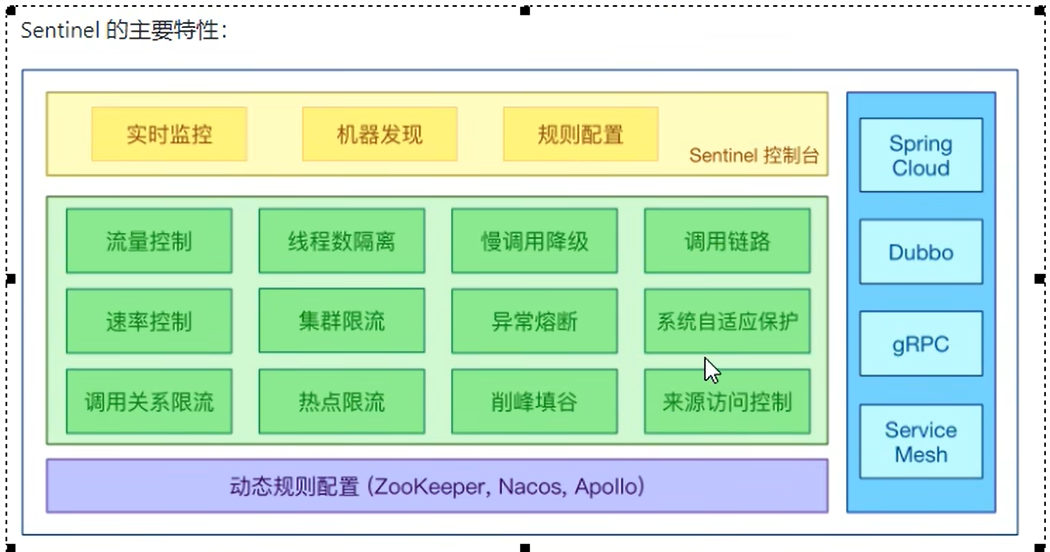 Sentinel 的主要特性:
实时监控
机器发现
规则配置
Sentinel 控制台
流量控制
线程数隔离
慢调用降级
调用链路
速率控制
集群限流
异常熔断
系统自适应保护
调用关系限流
热点限流
削峰填谷
来源访问控制
动态规则配置 (ZooKeeper, Nacos, Apollo)
Spring
Cloud
Dubbo
gRPC
Service
Mesh